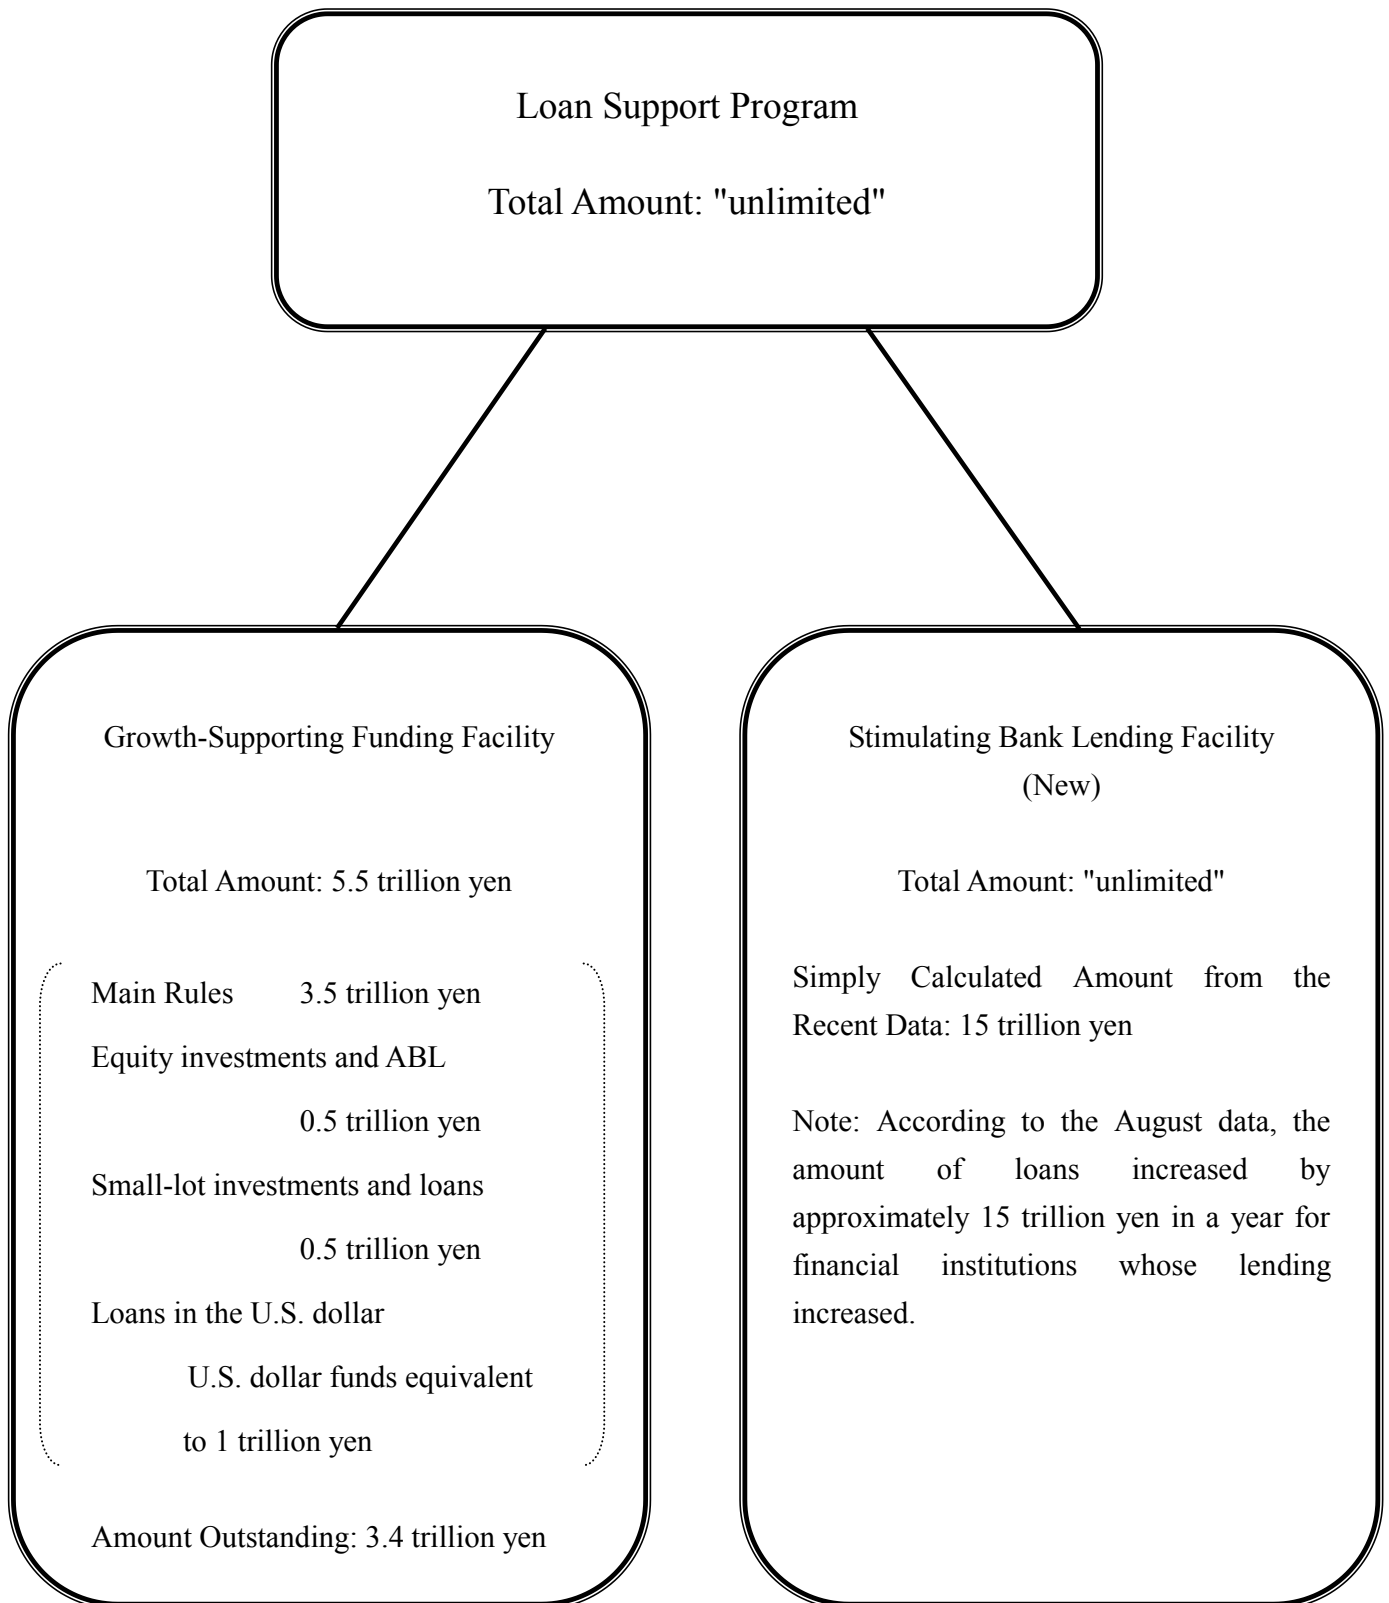 Loan Support Program
Total Amount: "unlimited"
Growth-Supporting Funding Facility
Total Amount: 5.5 trillion yen
Main Rules 3.5 trillion yen
Equity investments and ABL
0.5 trillion yen
Small-lot investments and loans
0.5 trillion yen
Loans in the U.S. dollar
U.S. dollar funds equivalent
to 1 trillion yen
Amount Outstanding: 3.4 trillion yen
Stimulating Bank Lending Facility
(New)
Total Amount: "unlimited"
Simply Calculated Amount from the
Recent Data: 15 trillion yen
Note: According to the August data, the
amount of loans increased by
approximately 15 trillion yen in a year for
financial institutions whose lending
increased.